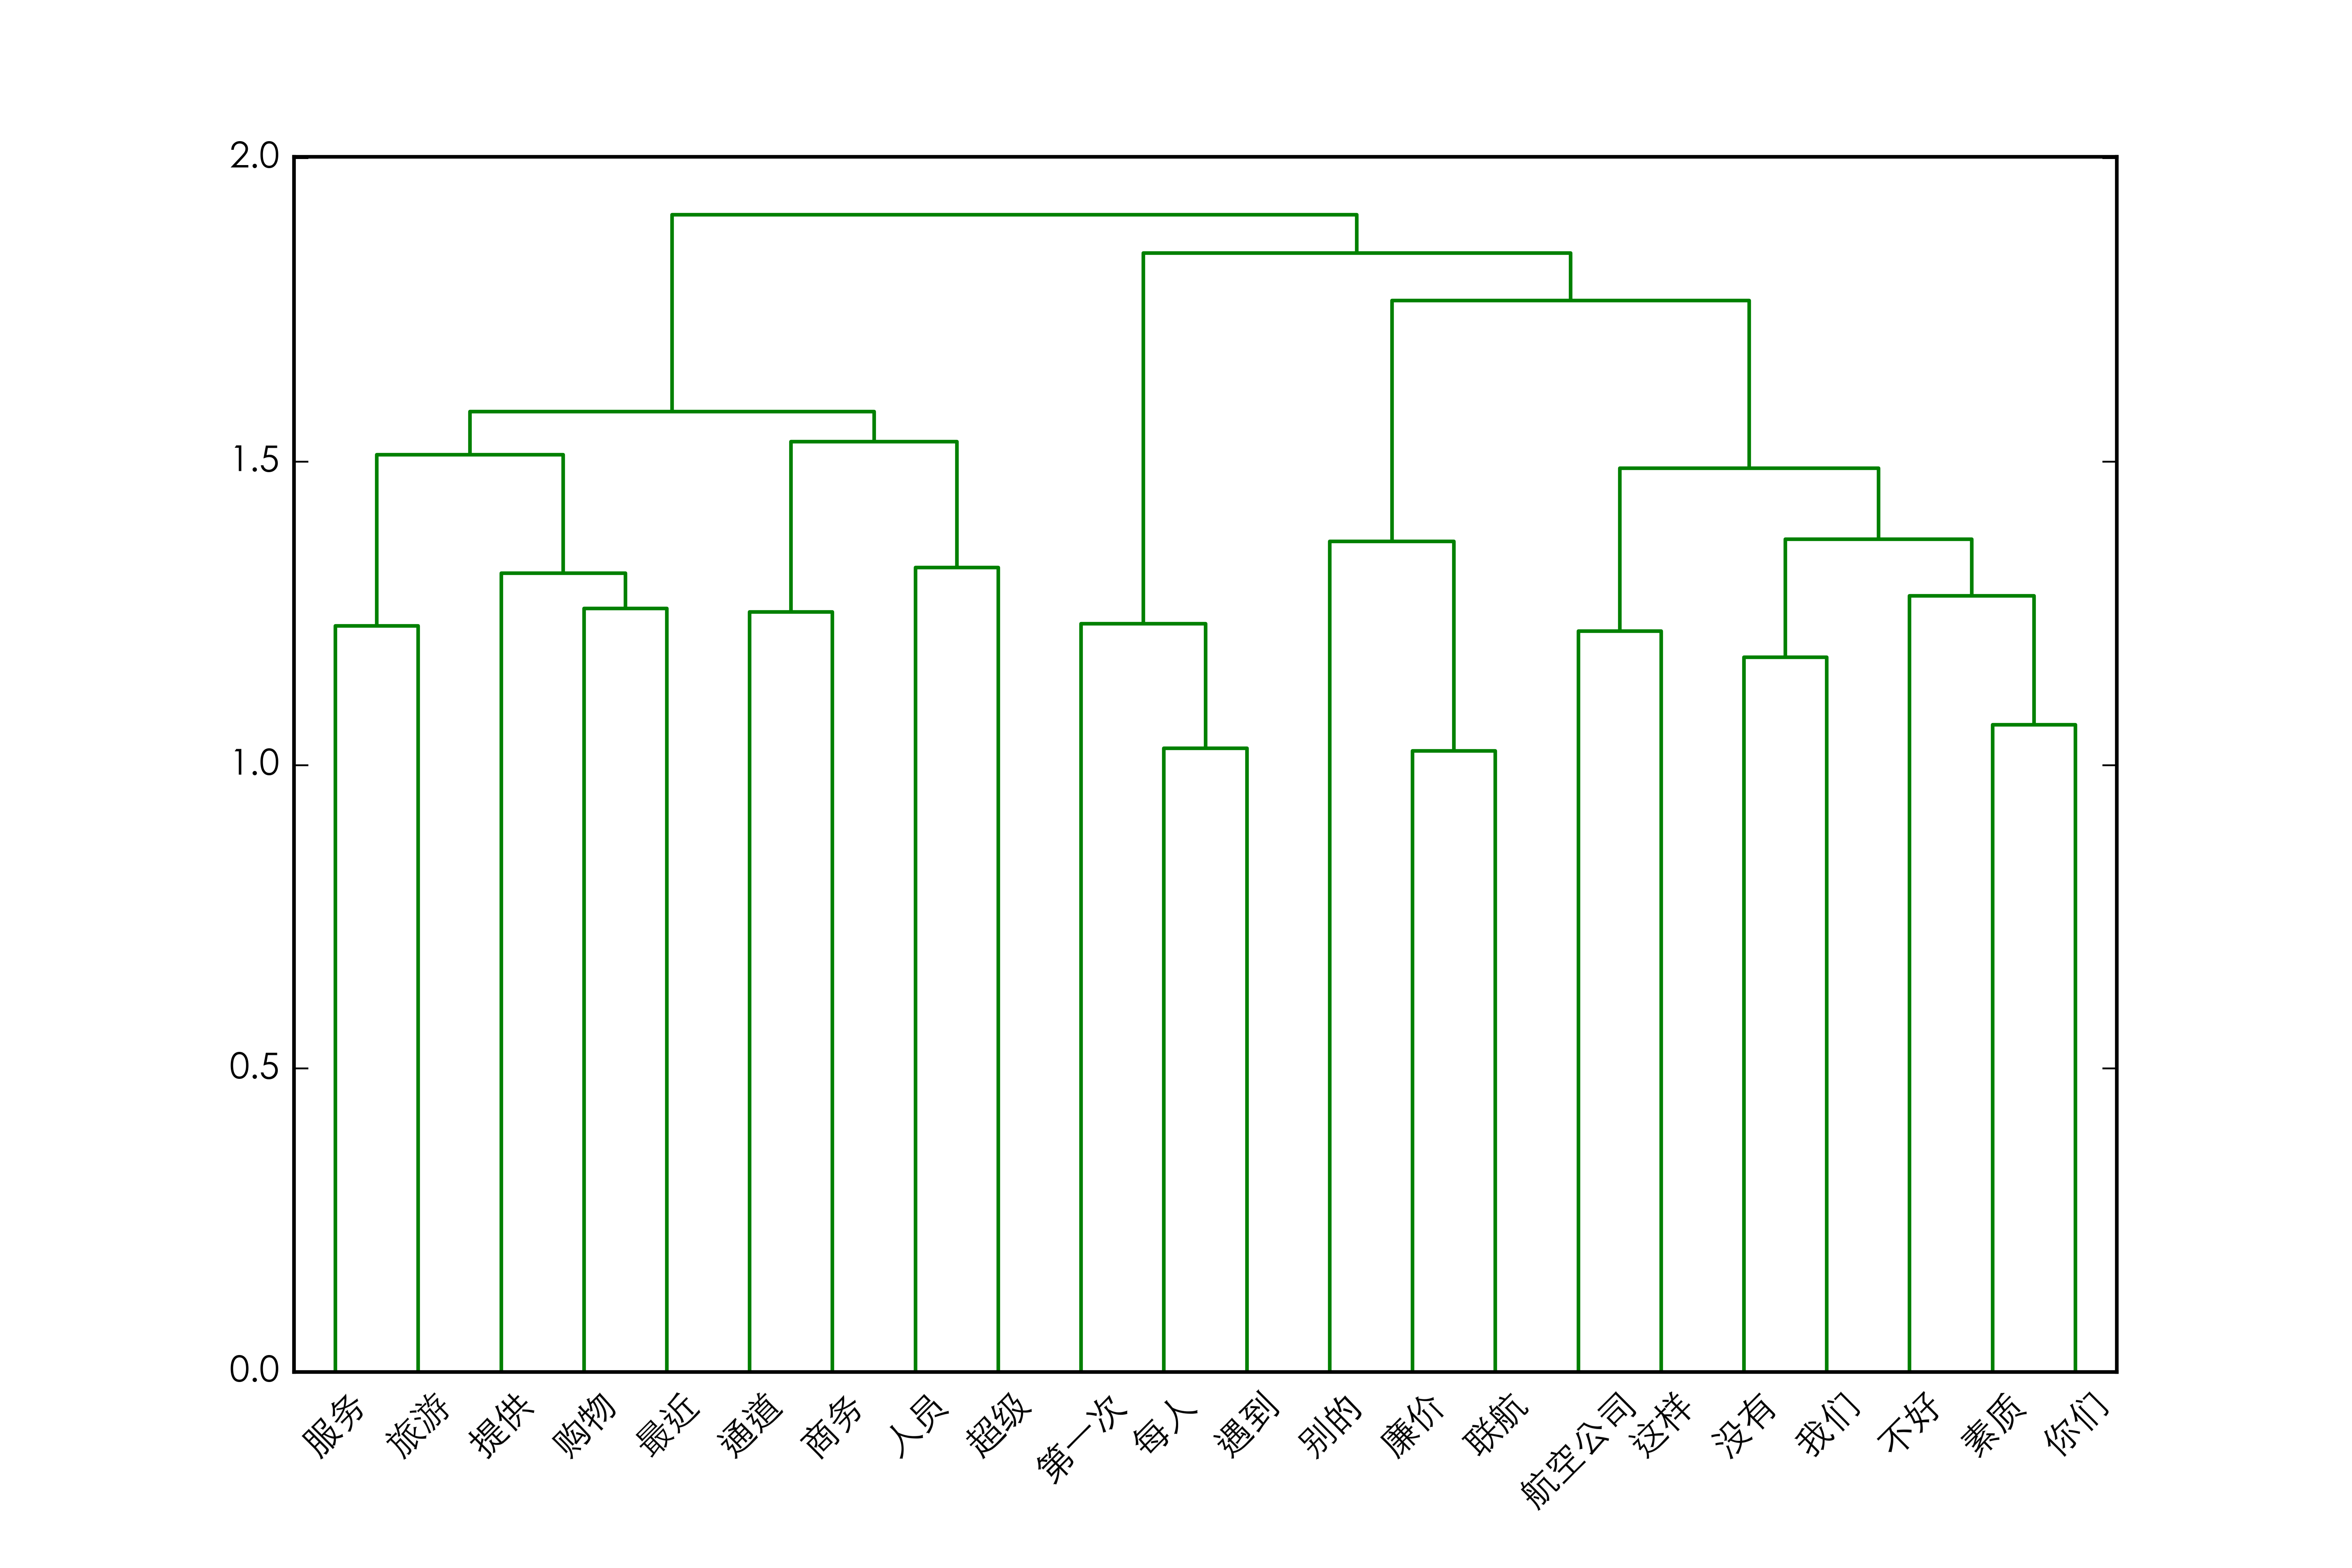 2.0
1.5
1.0
0.5
0.0
服务
旅游
提供
购物
最近
通道
商务
人员
超级
第一次
每人
遇到
别的
廉价
联航
航空公司
这样
没有
我们
不好
素质
你们